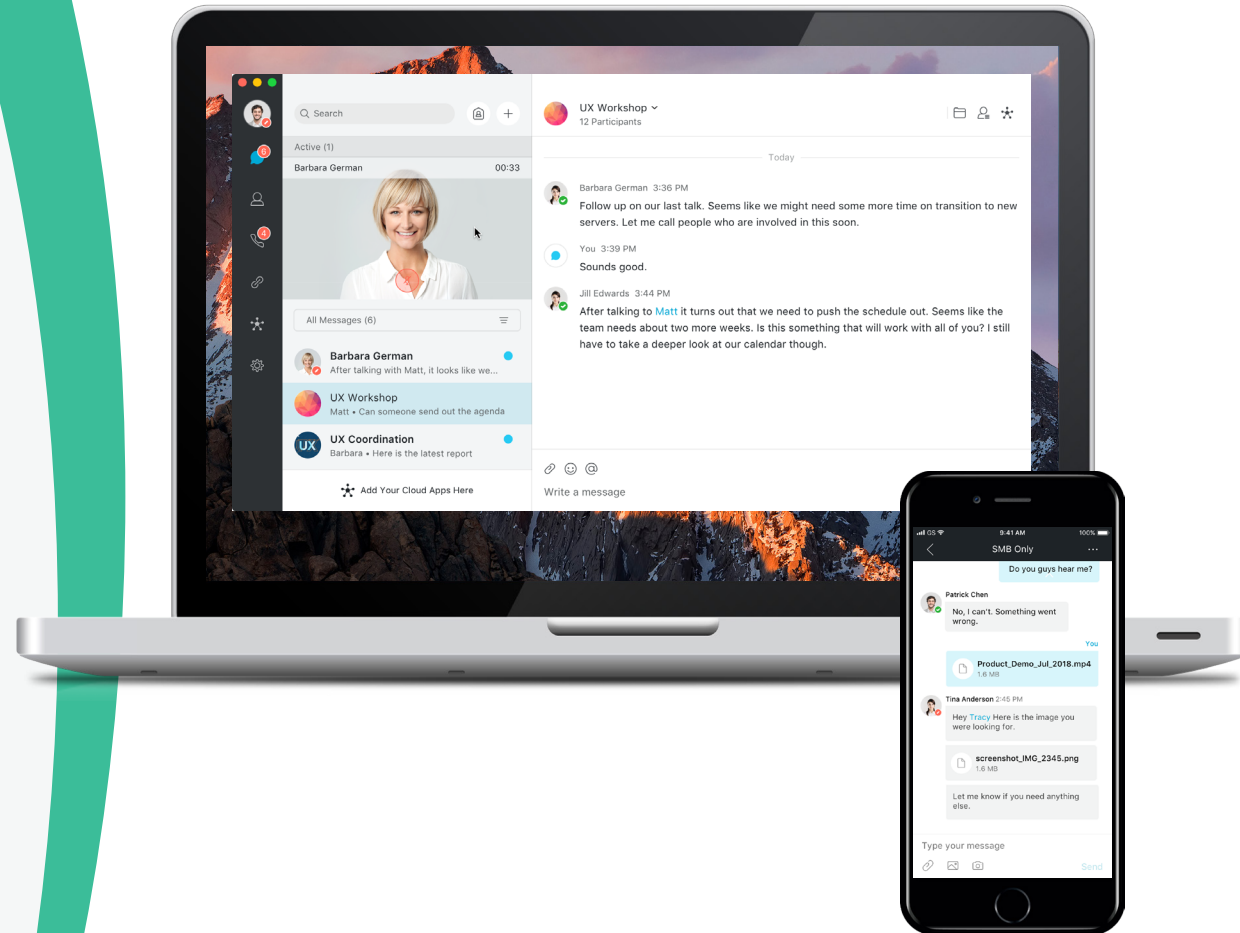 Search
6
Active (1)
Barbara German 00:33
4
All Messages (6)
Barbara German
After talking with Matt, it looks like we...
UX Workshop
Matt • Can someone send out the agenda
UX
UX Coordination
Barbara • Here is the latest report
Add Your Cloud Apps Here
UX Workshop
12 Participants
Today
Barbara German 3:36 PM
Follow up on our last talk. Seems like we might need some more time on transition to new
servers. Let me call people who are involved in this soon.
You 3:39 PM
Sounds good.
Jill Edwards 3:44 PM
After talking to Matt it turns out that we need to push the schedule out. Seems like the
team needs about two more weeks. Is this something that will work with all of you? I still
have to take a deeper look at our calendar though.
@
Write a message
GS 9:41 AM 100%
SMB Only
Do you guys hear me?
Patrick Chen
No, I can't. Something went
wrong.
You
Product_Demo_Jul_2018.mp4
1.6 MB
Tina Anderson 2:45 PM
Hey Tracy Here is the image you
were looking for.
screenshot_IMG_2345.png
1.6 MB
Let me know if you need anything
else.
Type your message
Send